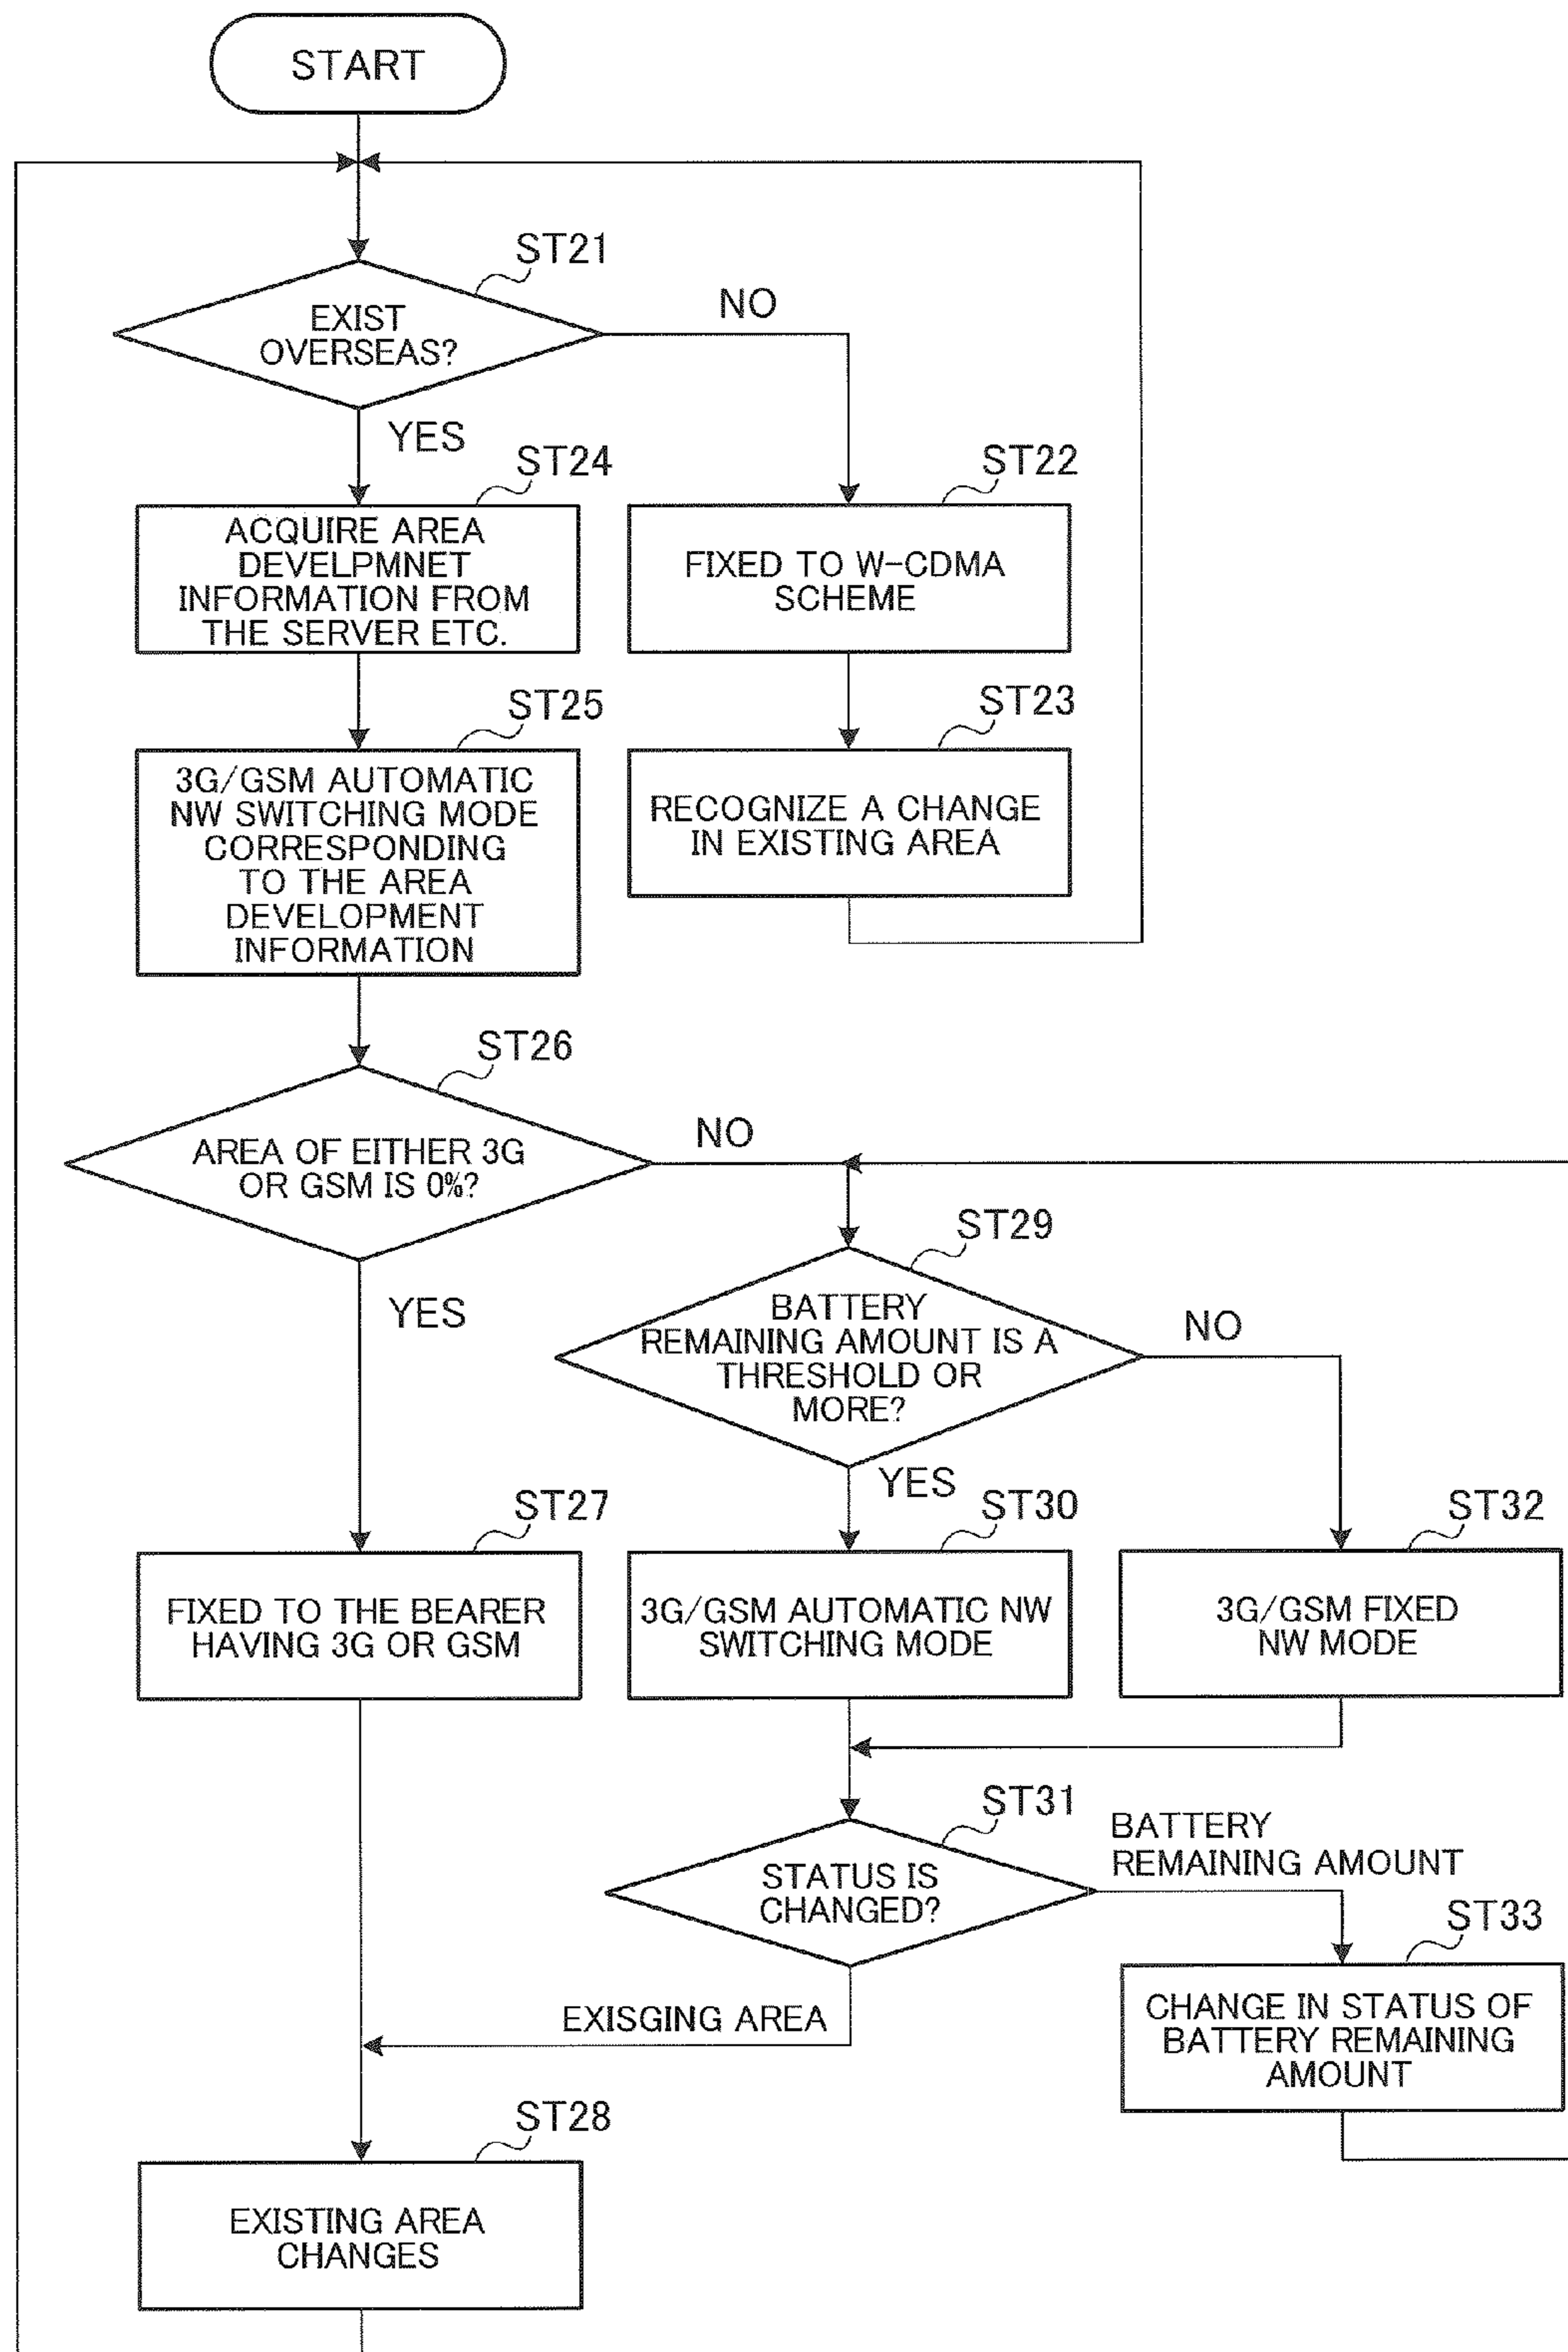 START
ST21
EXIST
OVERSEAS?
NO
YES
ST24
ACQUIRE AREA
DEVELPMNET
INFORMATION FROM
THE SERVER ETC.
ST22
FIXED TO W-CDMA
SCHEME
ST25
3G/GSM AUTOMATIC
NW SWITCHING MODE
CORRESPONDING
TO THE AREA
DEVELOPMENT
INFORMATION
ST23
RECOGNIZE A CHANGE
IN EXISTING AREA
ST26
AREA OF EITHER 3G
OR GSM IS 0%?
NO
YES
ST29
BATTERY
REMAINING AMOUNT IS A
THRESHOLD OR
MORE?
NO
YES
ST27
FIXED TO THE BEARER
HAVING 3G OR GSM
ST30
3G/GSM AUTOMATIC NW
SWITCHING MODE
ST32
3G/GSM FIXED
NW MODE
ST31
STATUS IS
CHANGED?
BATTERY
REMAINING AMOUNT
ST33
CHANGE IN STATUS OF
BATTERY REMAINING
AMOUNT
EXISGING AREA
ST28
EXISTING AREA
CHANGES